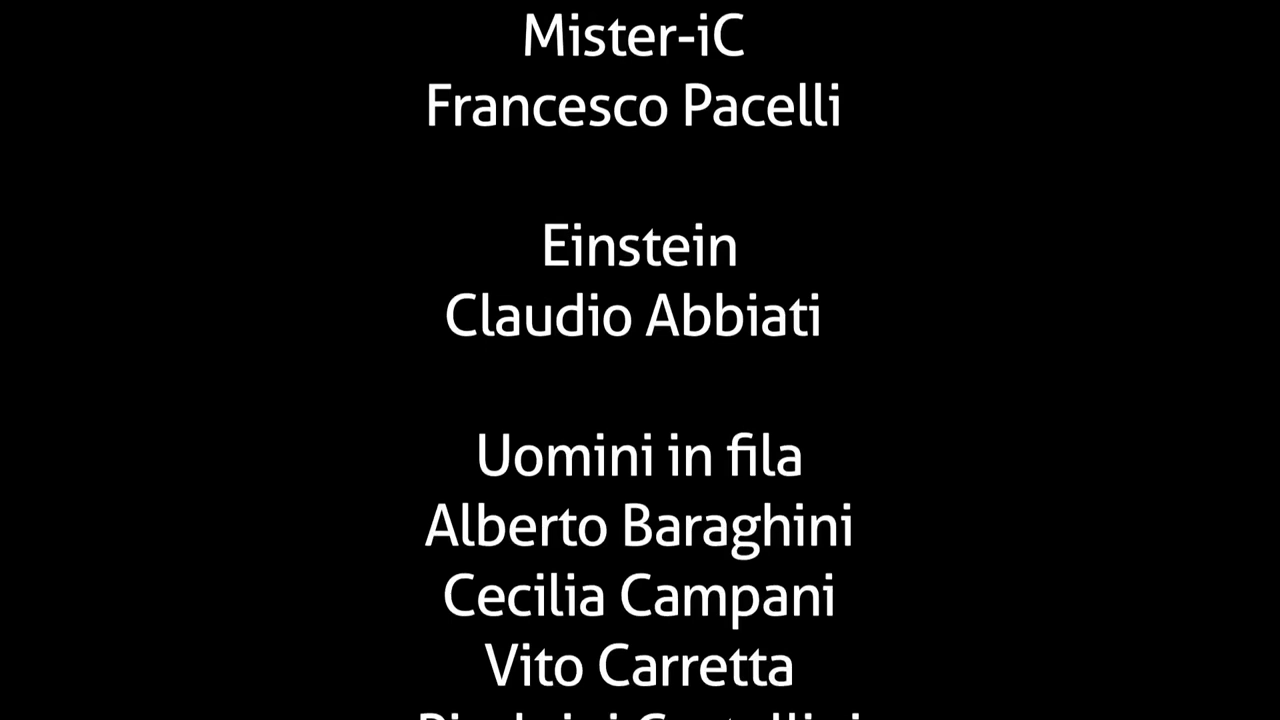 Mister-iC
Francesco Pacelli
Einstein
Claudio Abbiati
Uomini in fila
Alberto Baraghini
Cecilia Campani
Vito Carretta